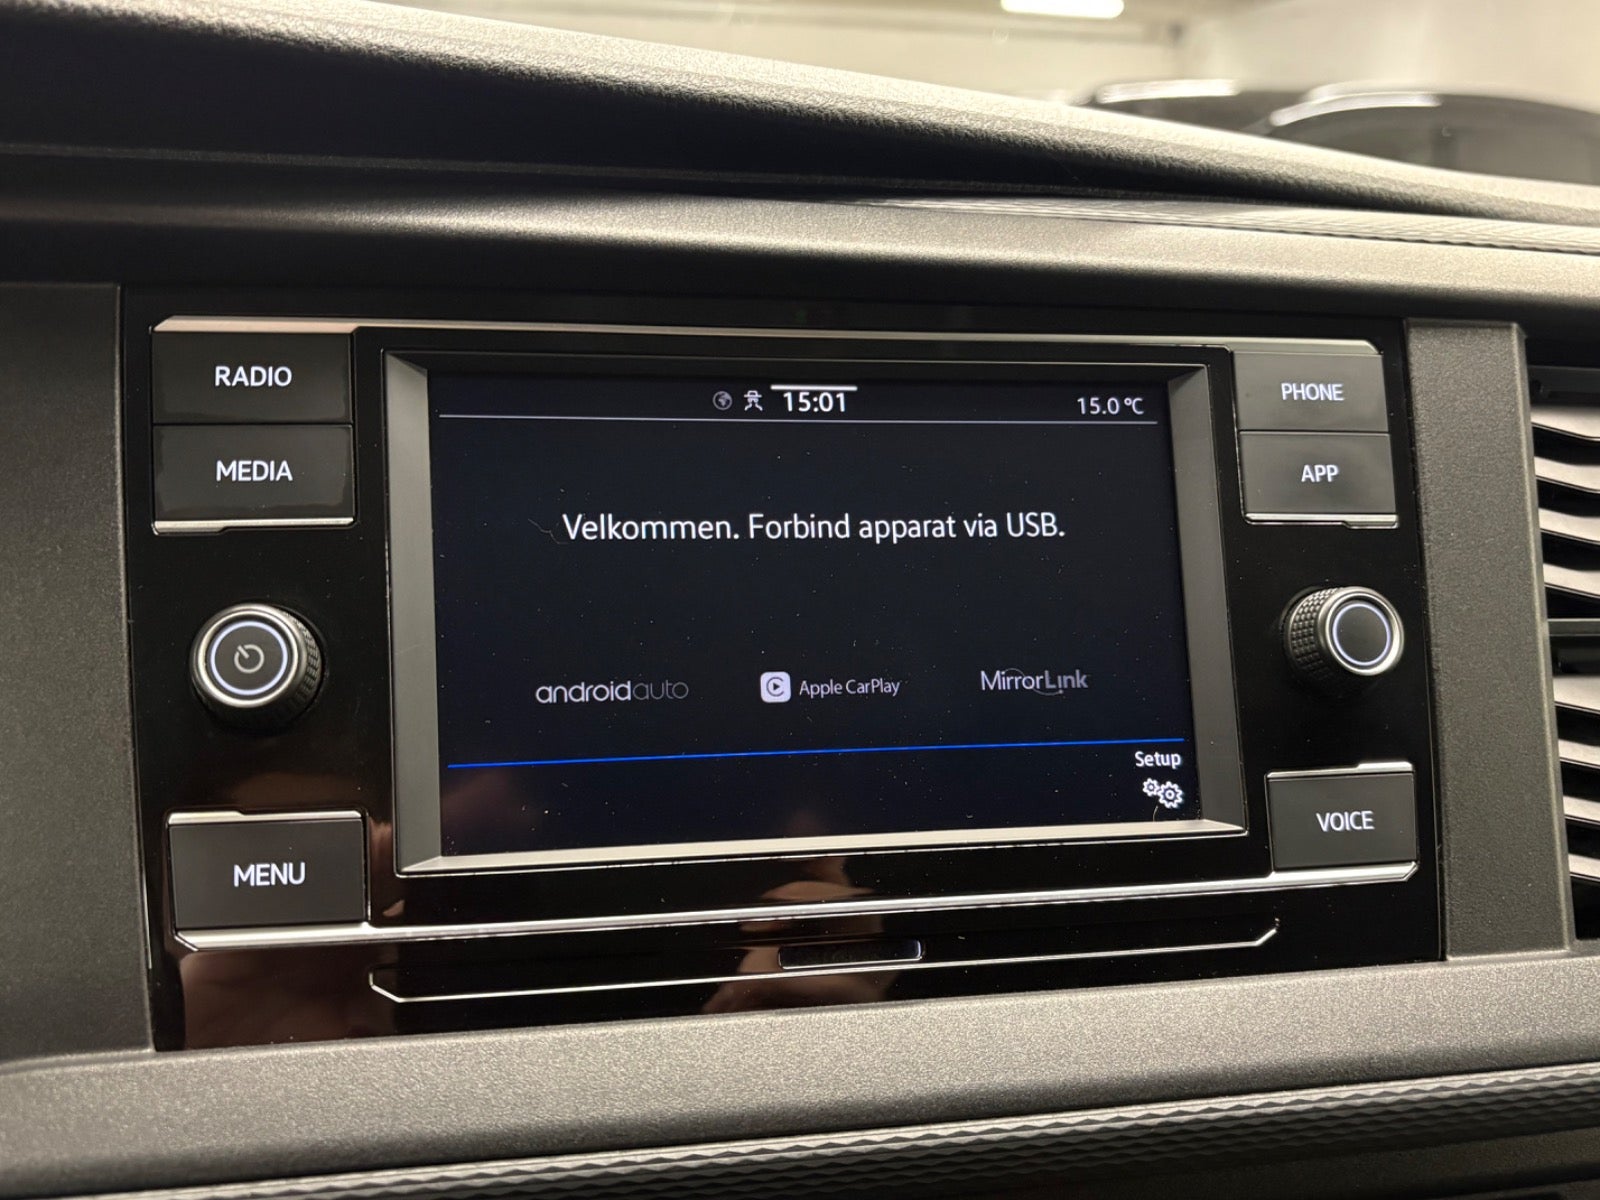 RADIO
MEDIA
MENU
15:01
15.0 °C
Velkommen. Forbind apparat via USB.
androidauto
Apple CarPlay
MirrorLink
Setup
PHONE
APP
VOICE